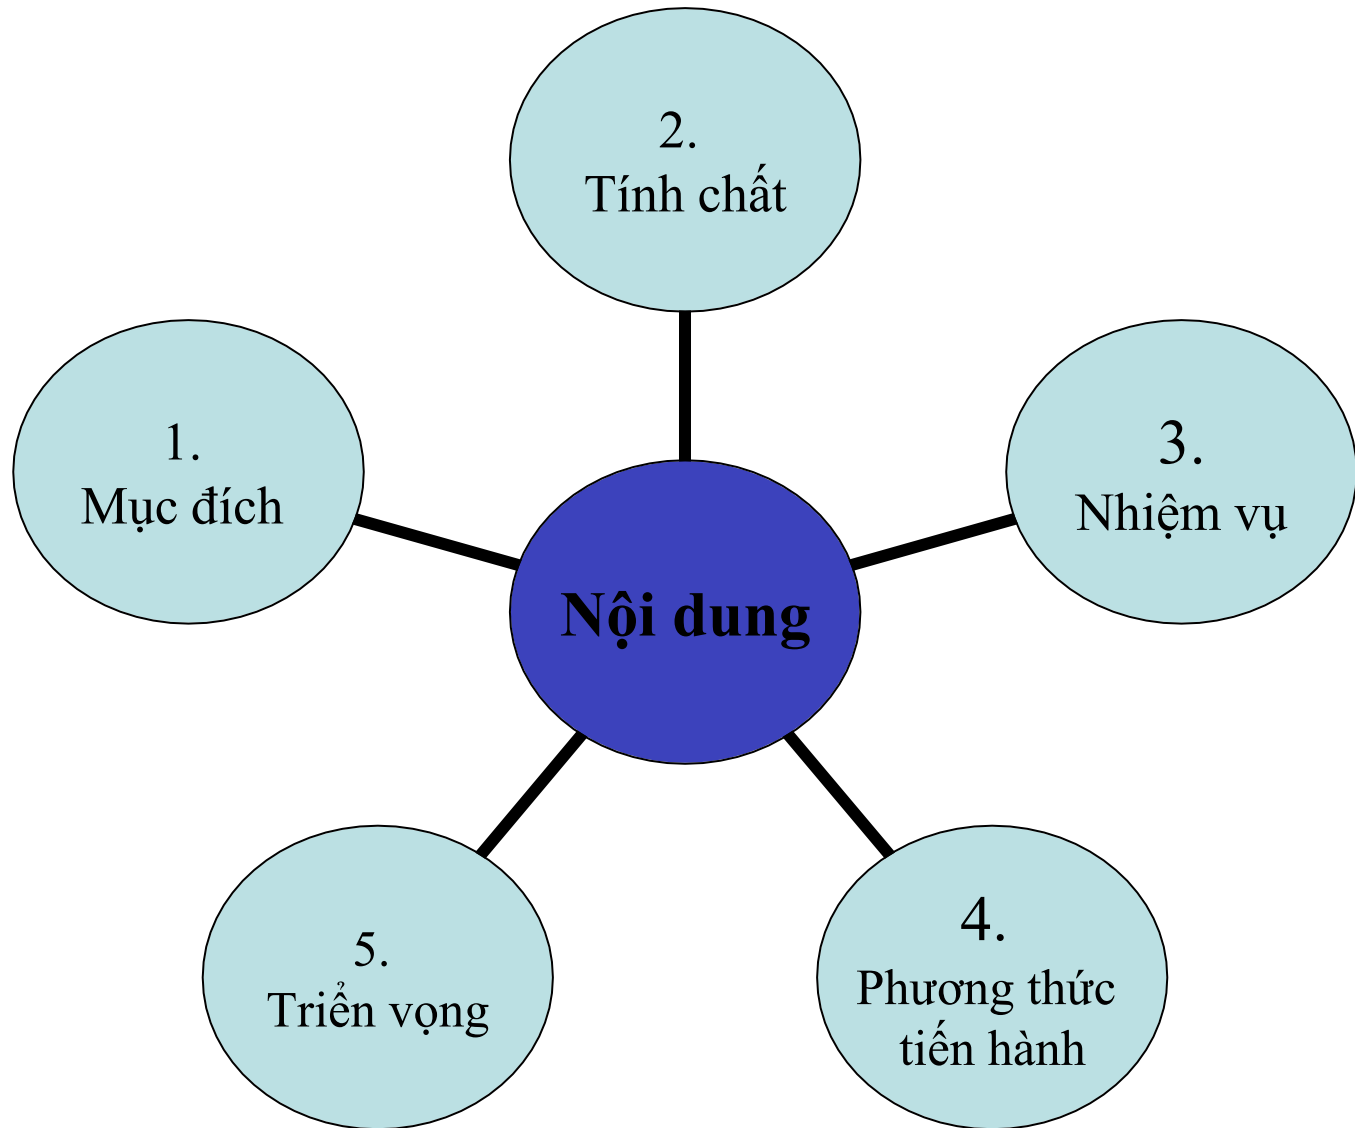 2.
Tính chất
1.
Mục đích
3.
Nhiệm vụ
Nội dung
5.
Triển vọng
4.
Phương thức
tiến hành